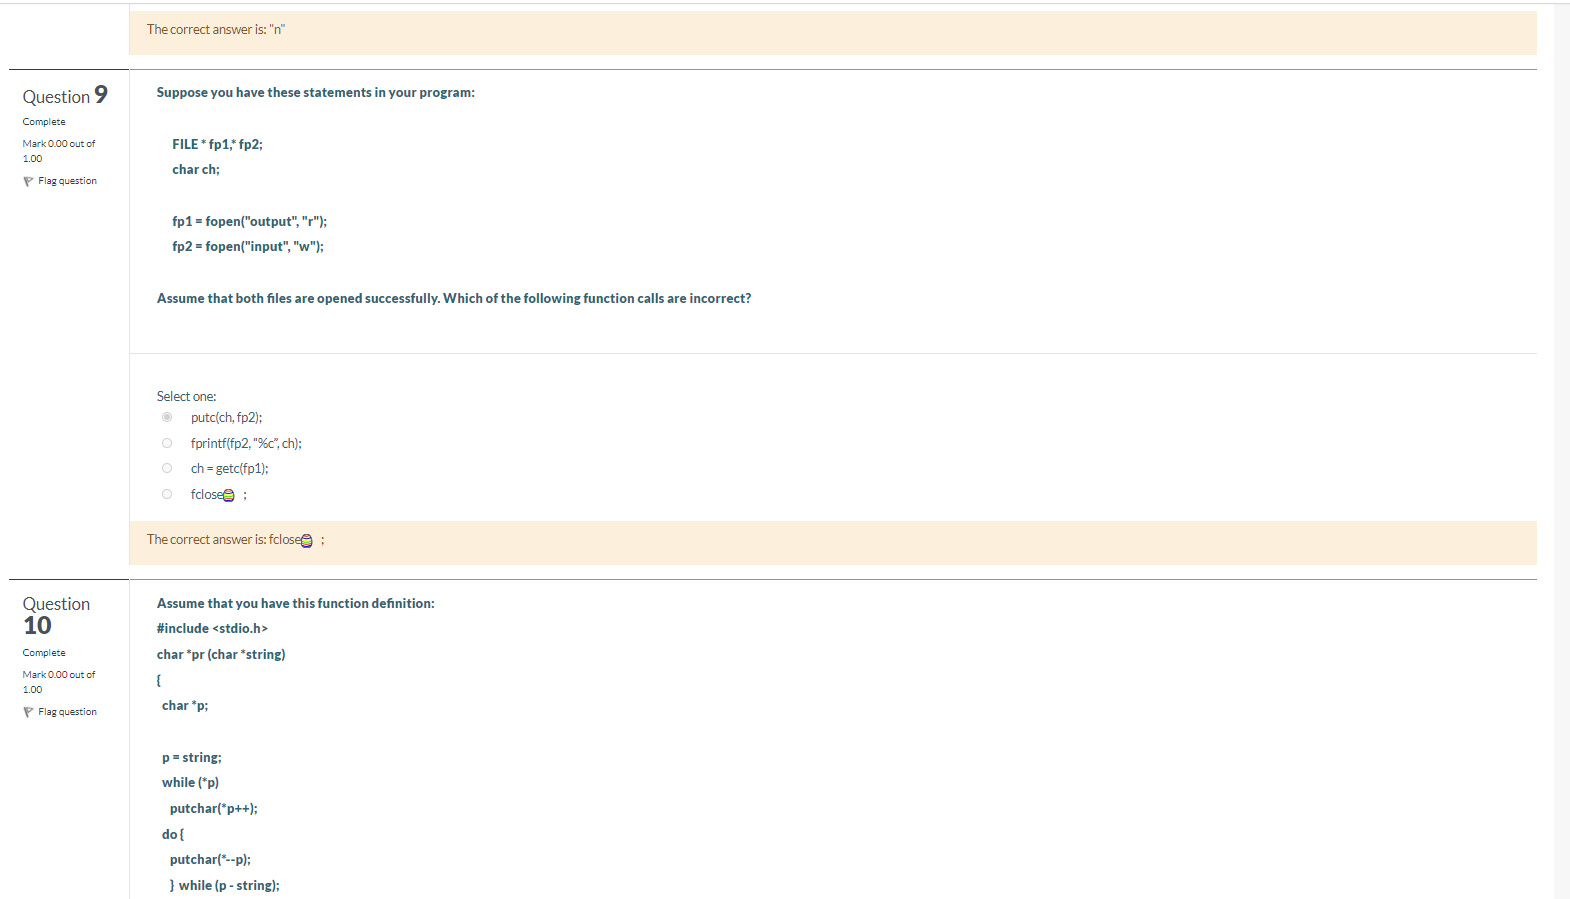 The correct answer is: "n"
Question 9
Complete
Mark 0.00 out of
1.00
Flag question
Suppose you have these statements in your program:
FILE * fp1,* fp2;
char ch;
fp1 = fopen("output", "r");
fp2 = fopen("input", "w");
Assume that both files are opened successfully. Which of the following function calls are incorrect?
Select one:
putc(ch, fp2);
fprintf(fp2, "%c", ch);
ch = getc(fp1);
fclose ;
The correct answer is: fclose ;
Question
10
Complete
Mark 0.00 out of
1.00
Flag question
Assume that you have this function definition:
#include <stdio.h>
char *pr (char *string)
{
char *p;
p = string;
while (*p)
putchar(*p++);
do {
putchar(*--p);
} while (p - string);